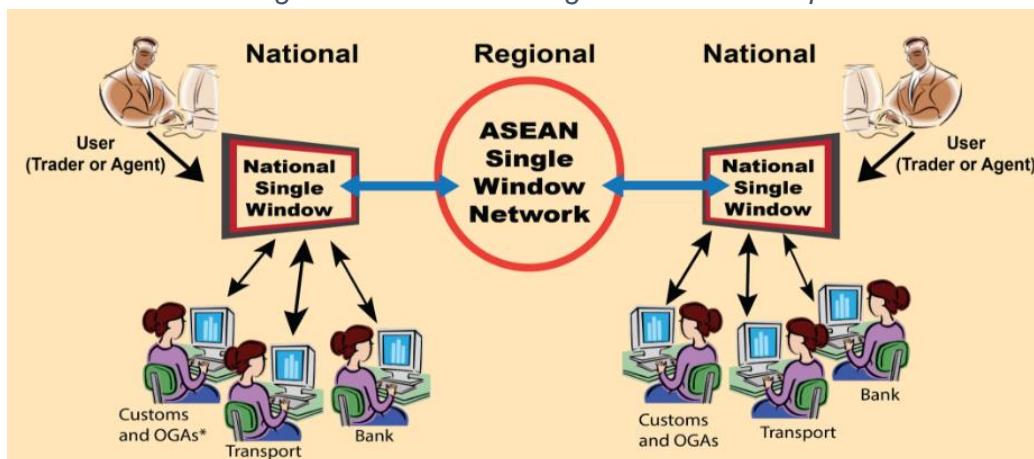 National
Regional
National
User
(Trader or Agent)
National
Single
Window
ASEAN
Single
Window
Network
National
Single
Window
User
(Trader or Agent)
Customs
and OGAs*
Transport
Bank
Customs
and OGAs
Transport
Bank